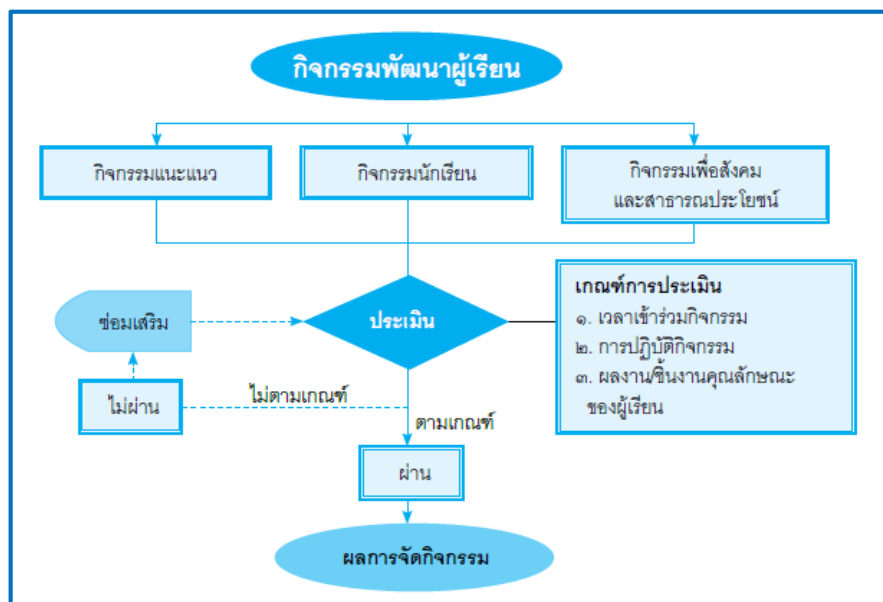 กิจกรรมพัฒนาผู้เรียน
กิจกรรมแนะแนว
กิจกรรมนักเรียน
กิจกรรมเพื่อสังคม
และสาธารณประโยชน์
ซ่อมเสริม
ประเมิน
เกณฑ์การประเมิน
๑. เวลาเข้าร่วมกิจกรรม
๒. การปฏิบัติกิจกรรม
๓. ผลงาน/ชิ้นงานคุณลักษณะ
ของผู้เรียน
ไม่ผ่าน
ไม่ตามเกณฑ์
ตามเกณฑ์
ผ่าน
ผลการจัดกิจกรรม